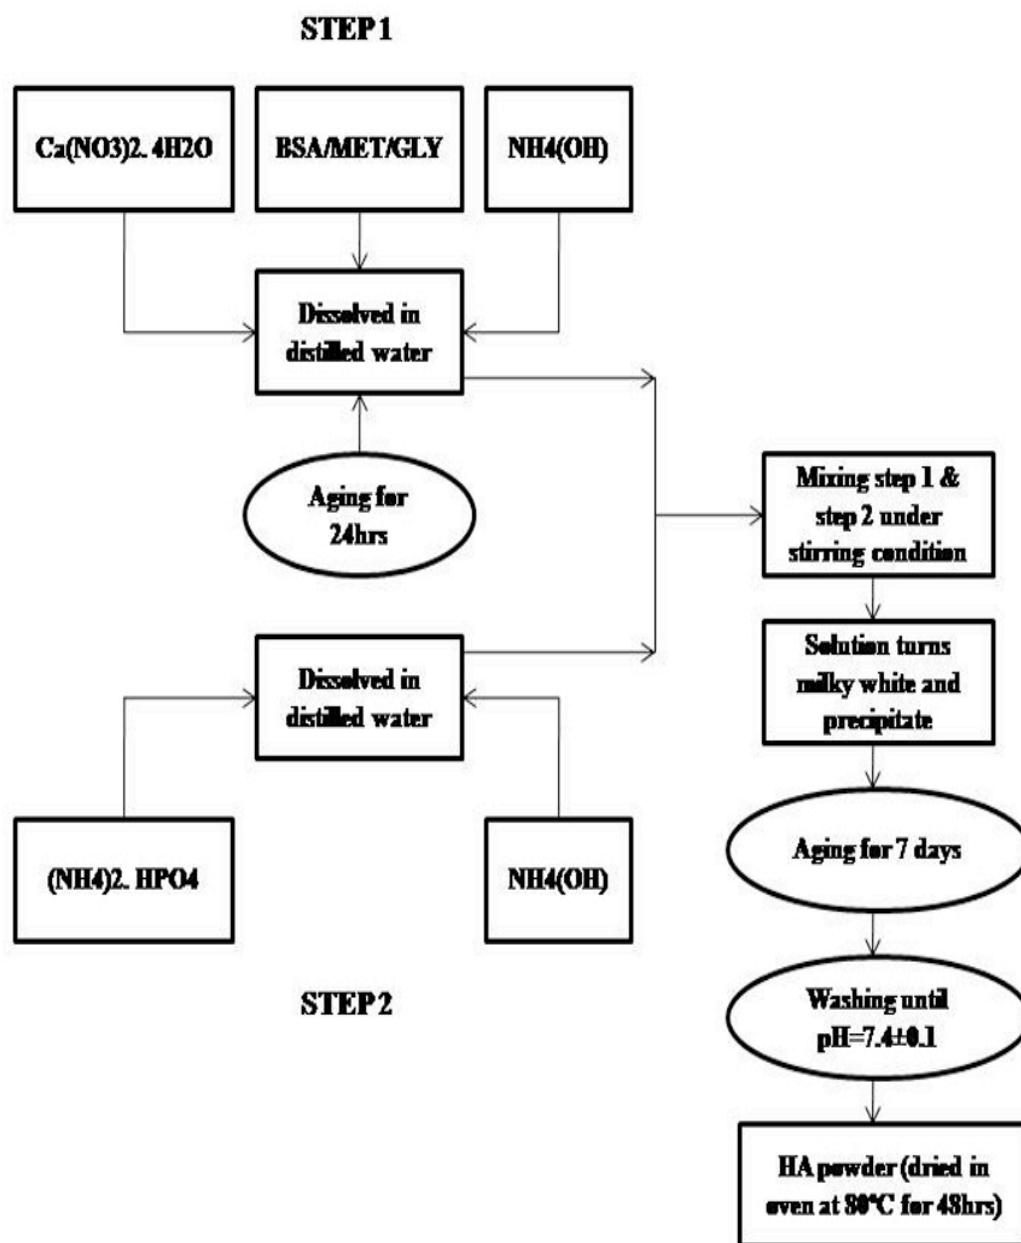 STEP 1
Ca(NO3)2. 4H2O
BSA/MET/GLY
NH4(OH)
Dissolved in
distilled water
Aging for
24hrs
Mixing step 1 &
step 2 under
stirring condition
Dissolved in
distilled water
Solution turns
milky white and
precipitate
(NH4)2. HPO4
NH4(OH)
Aging for 7 days
STEP 2
Washing until
pH=7.4±0.1
HA powder (dried in
oven at 80°C for 48hrs)